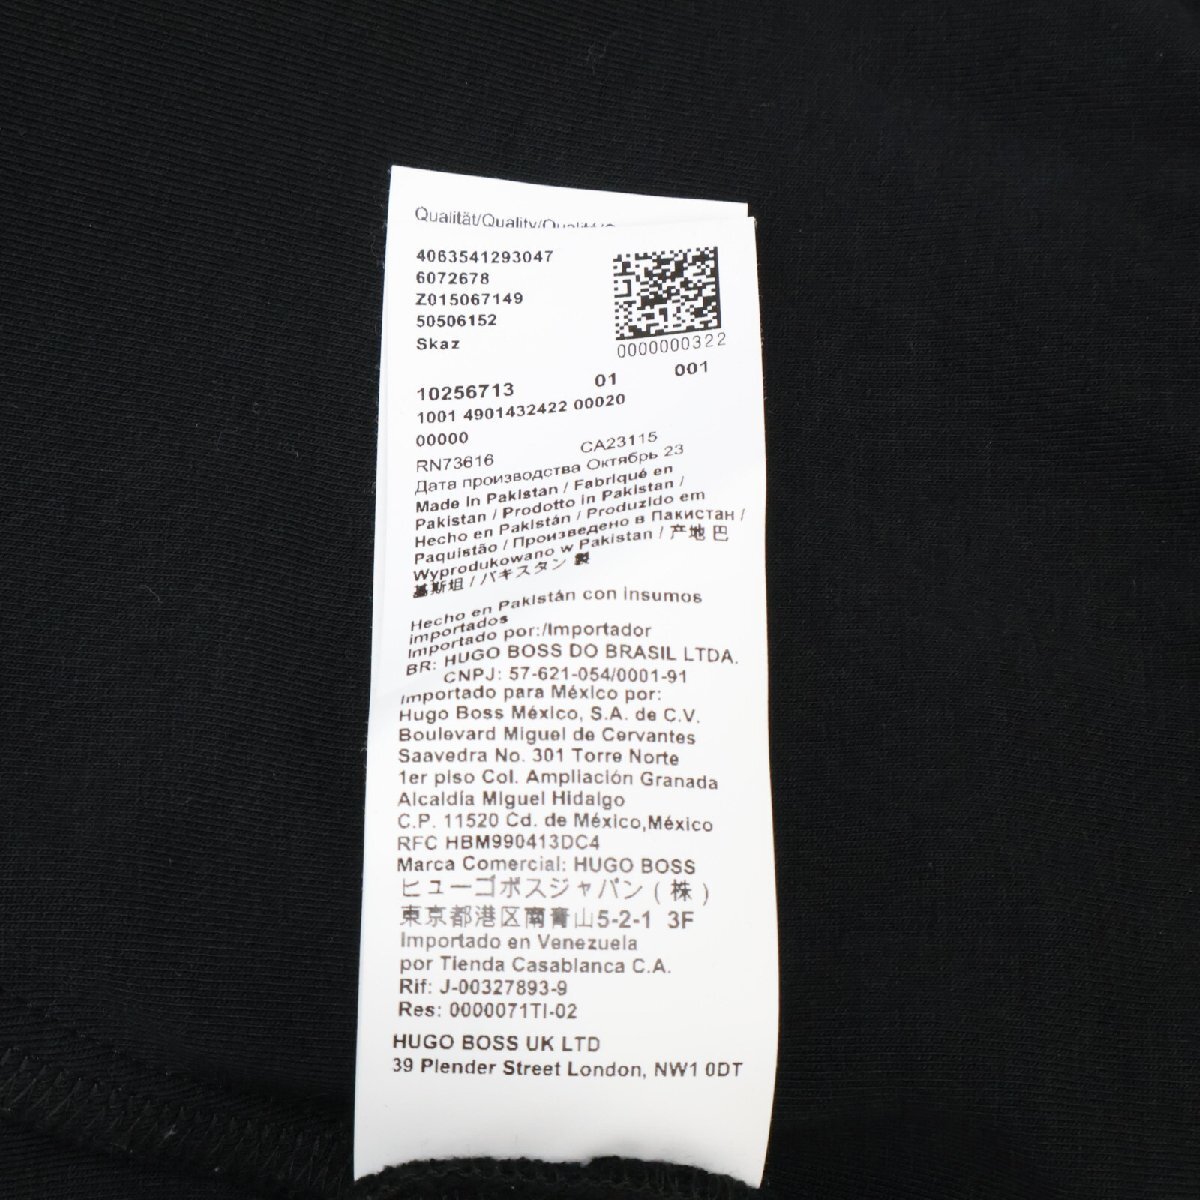 Qualität/Quality/Qualité/
4063541293047
6072678
Z015067149
50506152
Skaz
0000000322
10256713 01 001
1001 4901432422 00020
00000
RN73616 CA23115
Дата производства Октябрь 23
Made in Pakistan / Fabriqué en
Pakistan / Prodotto in Pakistan /
Hecho en Pakistán / Produzido em
Paquistão / Произведено в Пакистан /
Wyprodukowano w Pakistan / 产地 巴
基斯坦 / パキスタン 製
Hecho en Pakistán con insumos
importados
Importado por:/Importador
BR: HUGO BOSS DO BRASIL LTDA.
CNPJ: 57-621-054/0001-91
Importado para México por:
Hugo Boss México, S.A. de C.V.
Boulevard Miguel de Cervantes
Saavedra No. 301 Torre Norte
1er piso Col. Ampliación Granada
Alcaldía Miguel Hidalgo
C.P. 11520 Cd. de México,México
RFC HBM990413DC4
Marca Comercial: HUGO BOSS
ヒューゴボスジャパン(株)
東京都港区南青山5-2-1 3F
Importado en Venezuela
por Tienda Casablanca C.A.
Rif: J-00327893-9
Res: 0000071TI-02
HUGO BOSS UK LTD
39 Plender Street London, NW1 0DT